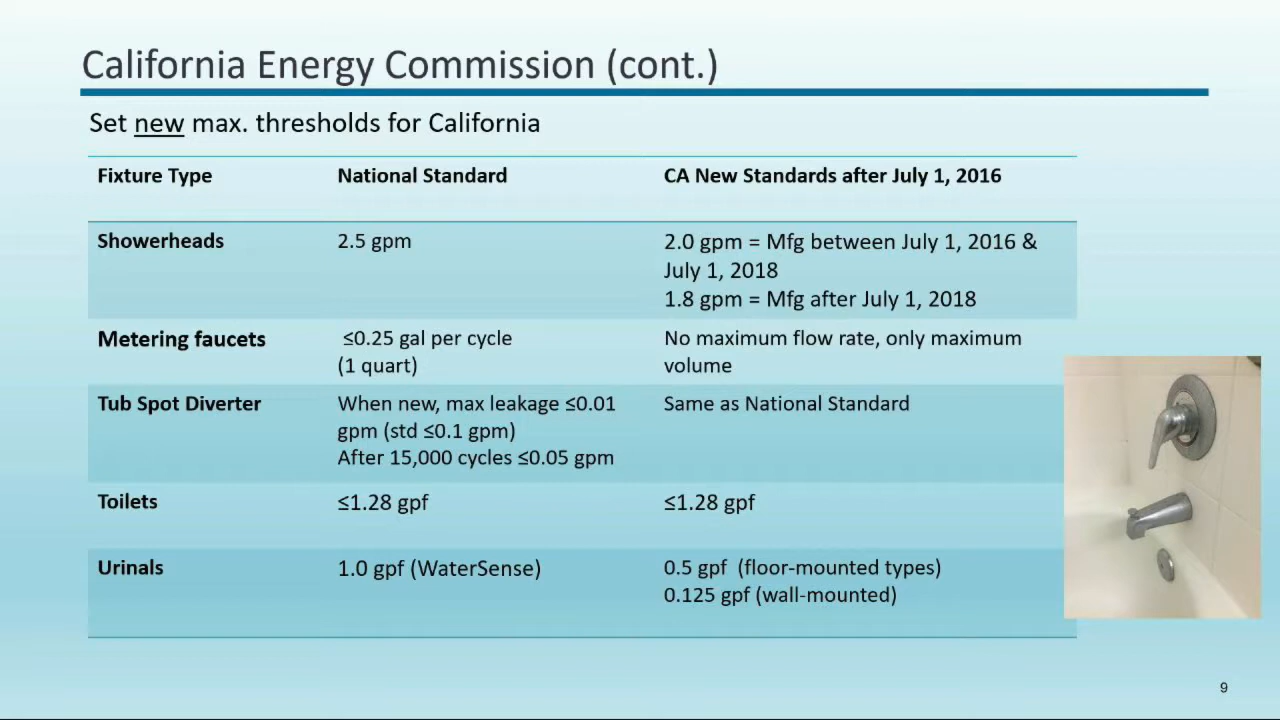 California Energy Commission (cont.)
Set new max. thresholds for California
Fixture Type National Standard CA New Standards after July 1, 2016
Showerheads 2.5 gpm 2.0 gpm = Mfg between July 1, 2016 &
July 1, 2018
1.8 gpm = Mfg after July 1, 2018
Metering faucets ≤0.25 gal per cycle No maximum flow rate, only maximum
(1 quart) volume
Tub Spot Diverter When new, max leakage ≤0.01 Same as National Standard
gpm (std ≤0.1 gpm)
After 15,000 cycles ≤0.05 gpm
Toilets ≤1.28 gpf ≤1.28 gpf
Urinals 1.0 gpf (WaterSense) 0.5 gpf (floor-mounted types)
0.125 gpf (wall-mounted)
9